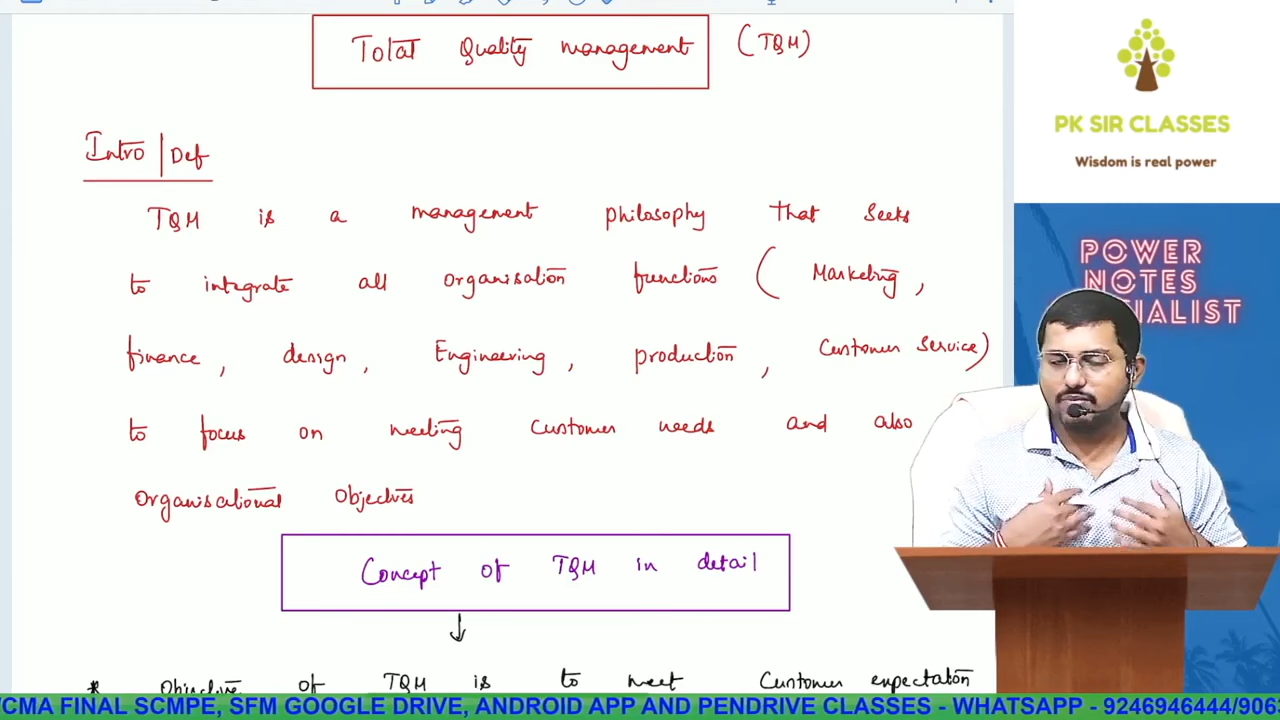 Total Quality management (TQM)
Intro | Def
TQM is a management philosophy that seeks
to integrate all organisation functions ( Marketing ,
finance , design , Engineering , production , Customer Service)
to focus on meeting Customer needs and also
Organisational Objectives
Concept of TQM in detail
* Objective of TQM is to meet Customer expectation
PK SIR CLASSES
Wisdom is real power
POWER
NOTES
CIALIST
/CMA FINAL SCMPE, SFM GOOGLE DRIVE, ANDROID APP AND PENDRIVE CLASSES - WHATSAPP - 9246946444/906